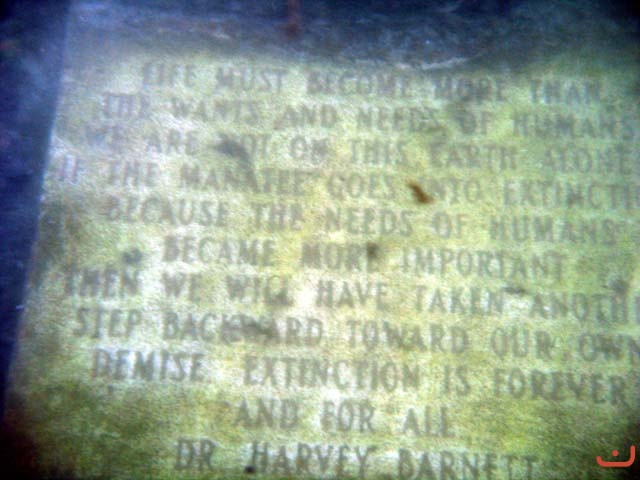 LIFE MUST BECOME MORE THAN
THE WANTS AND NEEDS OF HUMANS
WE ARE NOT ON THIS EARTH ALONE
IF THE MANATEE GOES INTO EXTINCTI
BECAUSE THE NEEDS OF HUMANS
BECAME MORE IMPORTANT
THEN WE WILL HAVE TAKEN ANOTH
STEP BACKWARD TOWARD OUR OWN
DEMISE. EXTINCTION IS FOREVER
AND FOR ALL
DR HARVEY BARNETT